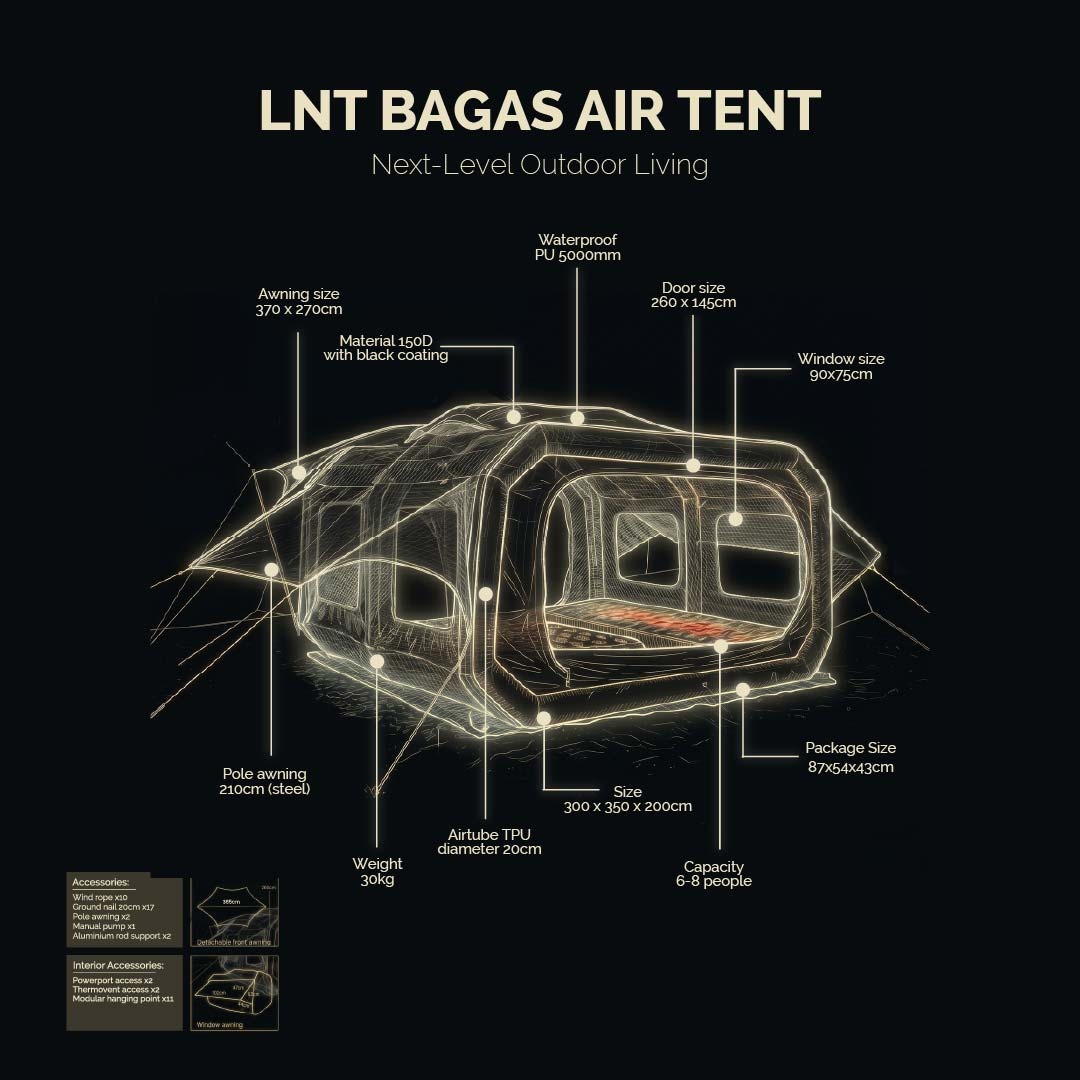 LNT BAGAS AIR TENT
Next-Level Outdoor Living
Waterproof
PU 5000mm
Awning size
370 x 270cm
Door size
260 x 145cm
Material 150D
with black coating
Window size
90x75cm
Package Size
87x54x43cm
Pole awning
210cm (steel)
Size
300 x 350 x 200cm
Airtube TPU
diameter 20cm
Weight
30kg
Capacity
6-8 people
Accessories:
Wind rope x10
Ground nail 20cm x17
Pole awning x2
Manual pump x1
Aluminium rod support x2
365cm
Detachable front awning
Interior Accessories:
Powerport access x2
Thermovent access x2
Modular hanging point x11
Window awning